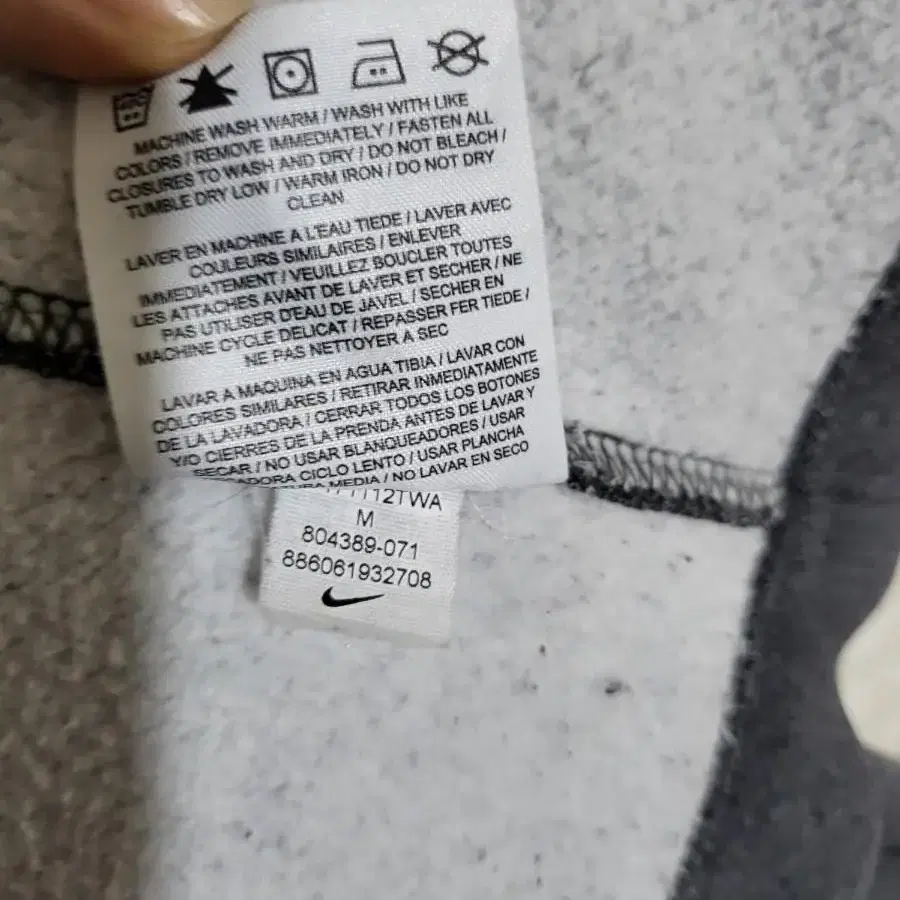 MACHINE WASH WARM / WASH WITH LIKE
COLORS / REMOVE IMMEDIATELY / FASTEN ALL
CLOSURES TO WASH AND DRY / DO NOT BLEACH /
TUMBLE DRY LOW / WARM IRON / DO NOT DRY
CLEAN
LAVER EN MACHINE A L'EAU TIEDE / LAVER AVEC
COULEURS SIMILAIRES / ENLEVER
IMMEDIATEMENT / VEUILLEZ BOUCLER TOUTES
LES ATTACHES AVANT DE LAVER ET SECHER / NE
PAS UTILISER D'EAU DE JAVEL / SECHER EN
MACHINE CYCLE DELICAT / REPASSER FER TIEDE /
NE PAS NETTOYER A SEC
LAVAR A MAQUINA EN AGUA TIBIA / LAVAR CON
COLORES SIMILARES / RETIRAR INMEDIATAMENTE
DE LA LAVADORA / CERRAR TODOS LOS BOTONES
Y/O CIERRES DE LA PRENDA ANTES DE LAVAR Y
SECAR / NO USAR BLANQUEADORES / USAR
CICLO LENTO / USAR PLANCHA
MEDIA / NO LAVAR EN SECO
M
804389-071
886061932708